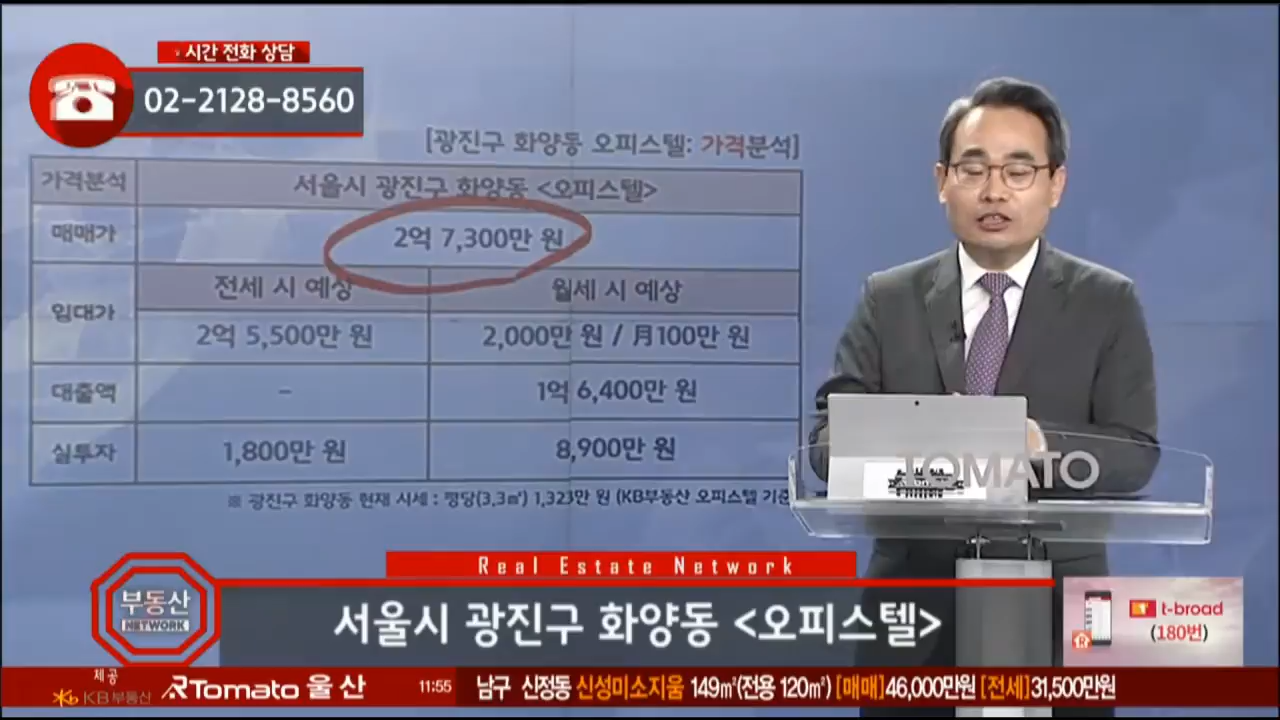 시간 전화 상담
02-2128-8560
[광진구 화양동 오피스텔: 가격분석]
가격분석 서울시 광진구 화양동 <오피스텔>
매매가 2억 7,300만 원
임대가 전세 시 예상 월세 시 예상
2억 5,500만 원 2,000만 원 / 月100만 원
대출액 - 1억 6,400만 원
실투자 1,800만 원 8,900만 원
※ 광진구 화양동 현재 시세 : 평당(3.3㎡) 1,323만 원 (KB부동산 오피스텔 기준
TOMATO
Real Estate Network
부동산
NETWORK
서울시 광진구 화양동 <오피스텔>
t-broad
(180번)
제공
KB부동산
RTomato 울산
11:55
남구 신정동 신성미소지움 149㎡(전용 120㎡) [매매]46,000만원 [전세]31,500만원